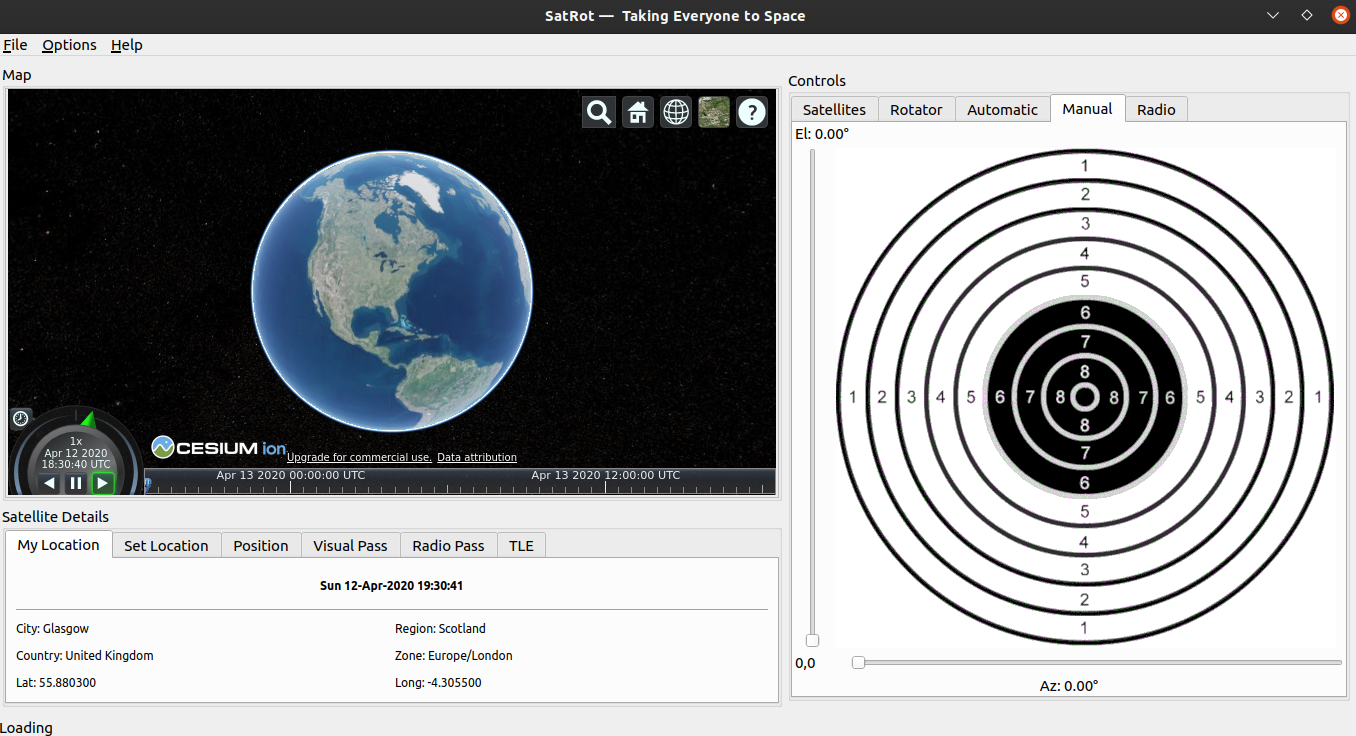 SatRot — Taking Everyone to Space
File Options Help
Map
?
1x
Apr 12 2020
18:30:40 UTC
CESIUM ion
Upgrade for commercial use. Data attribution
Apr 13 2020 00:00:00 UTC Apr 13 2020 12:00:00 UTC
Satellite Details
My Location Set Location Position Visual Pass Radio Pass TLE
Sun 12-Apr-2020 19:30:41
City: Glasgow Region: Scotland
Country: United Kingdom Zone: Europe/London
Lat: 55.880300 Long: -4.305500
Loading
Controls
Satellites Rotator Automatic Manual Radio
El: 0.00°
1
2
3
4
5
6
7
8
1 2 3 4 5 6 7 8 8 7 6 5 4 3 2 1
8
7
6
5
4
3
2
1
0,0
Az: 0.00°